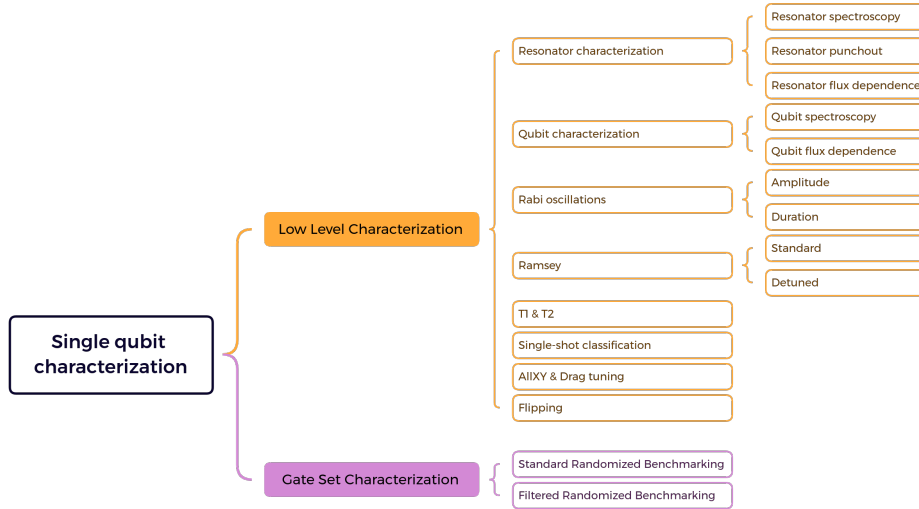 Single qubit
characterization
Low Level Characterization
Resonator characterization
Resonator spectroscopy
Resonator punchout
Resonator flux dependence
Qubit characterization
Qubit spectroscopy
Qubit flux dependence
Rabi oscillations
Amplitude
Duration
Ramsey
Standard
Detuned
T1 & T2
Single-shot classification
AllXY & Drag tuning
Flipping
Gate Set Characterization
Standard Randomized Benchmarking
Filtered Randomized Benchmarking